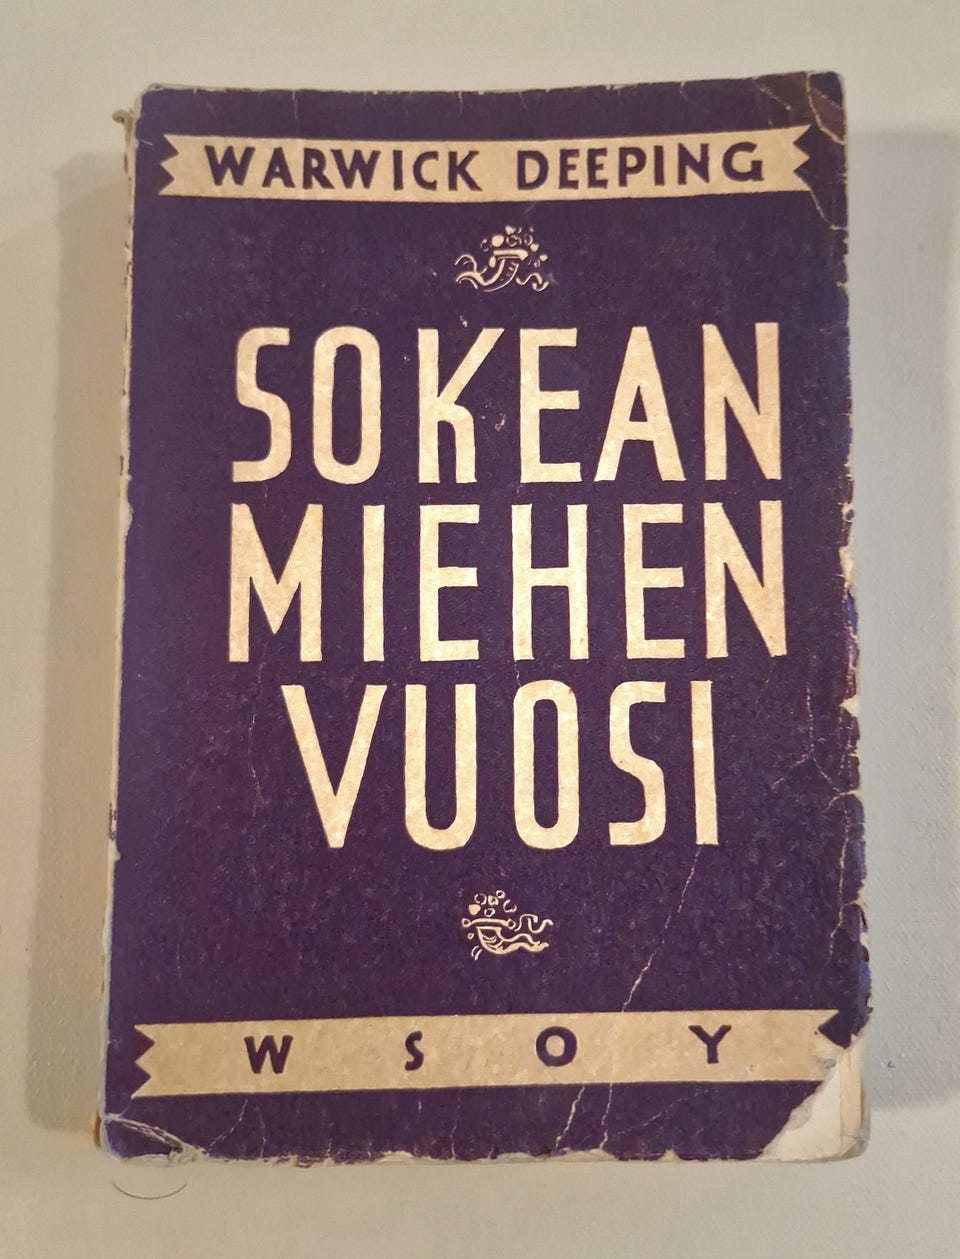 WARWICK DEEPING
SOKEAN
MIEHEN
VUOSI
WSOY